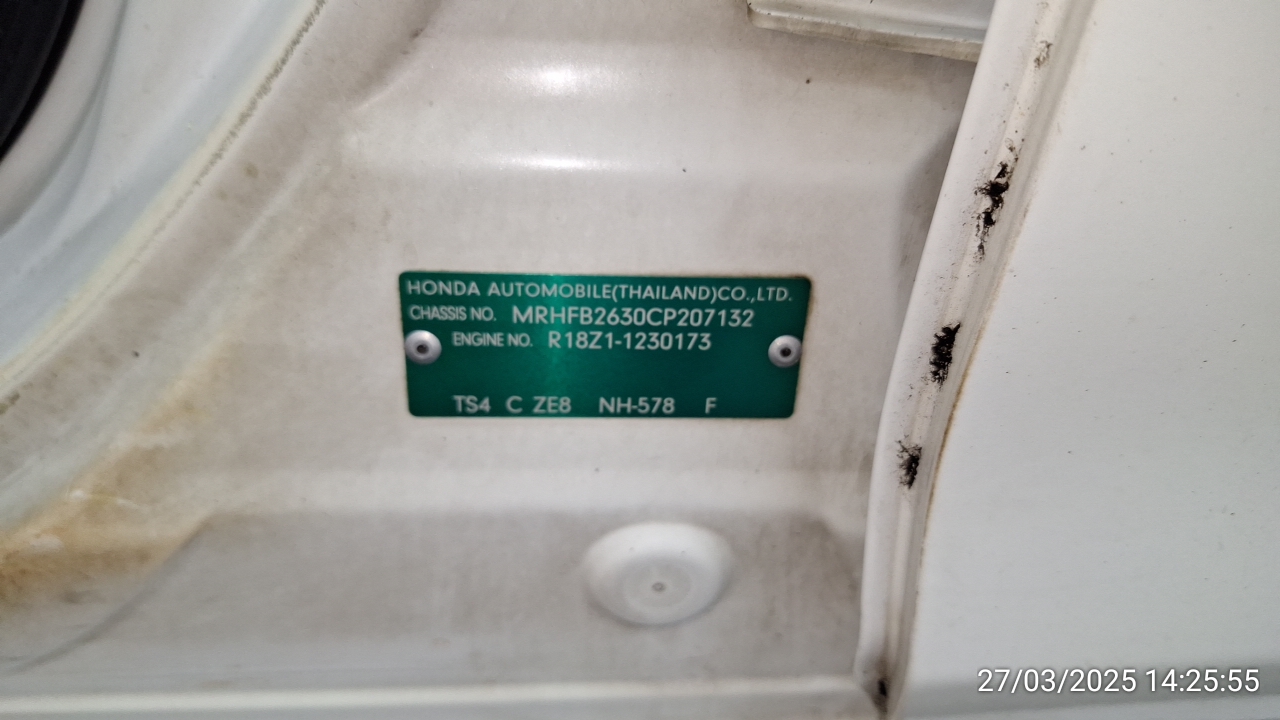 HONDA AUTOMOBILE(THAILAND)CO.,LTD.
CHASSIS NO. MRHFB2630CP207132
ENGINE NO. R18Z1-1230173
TS4 C ZE8 NH-578 F
27/03/2025 14:25:55